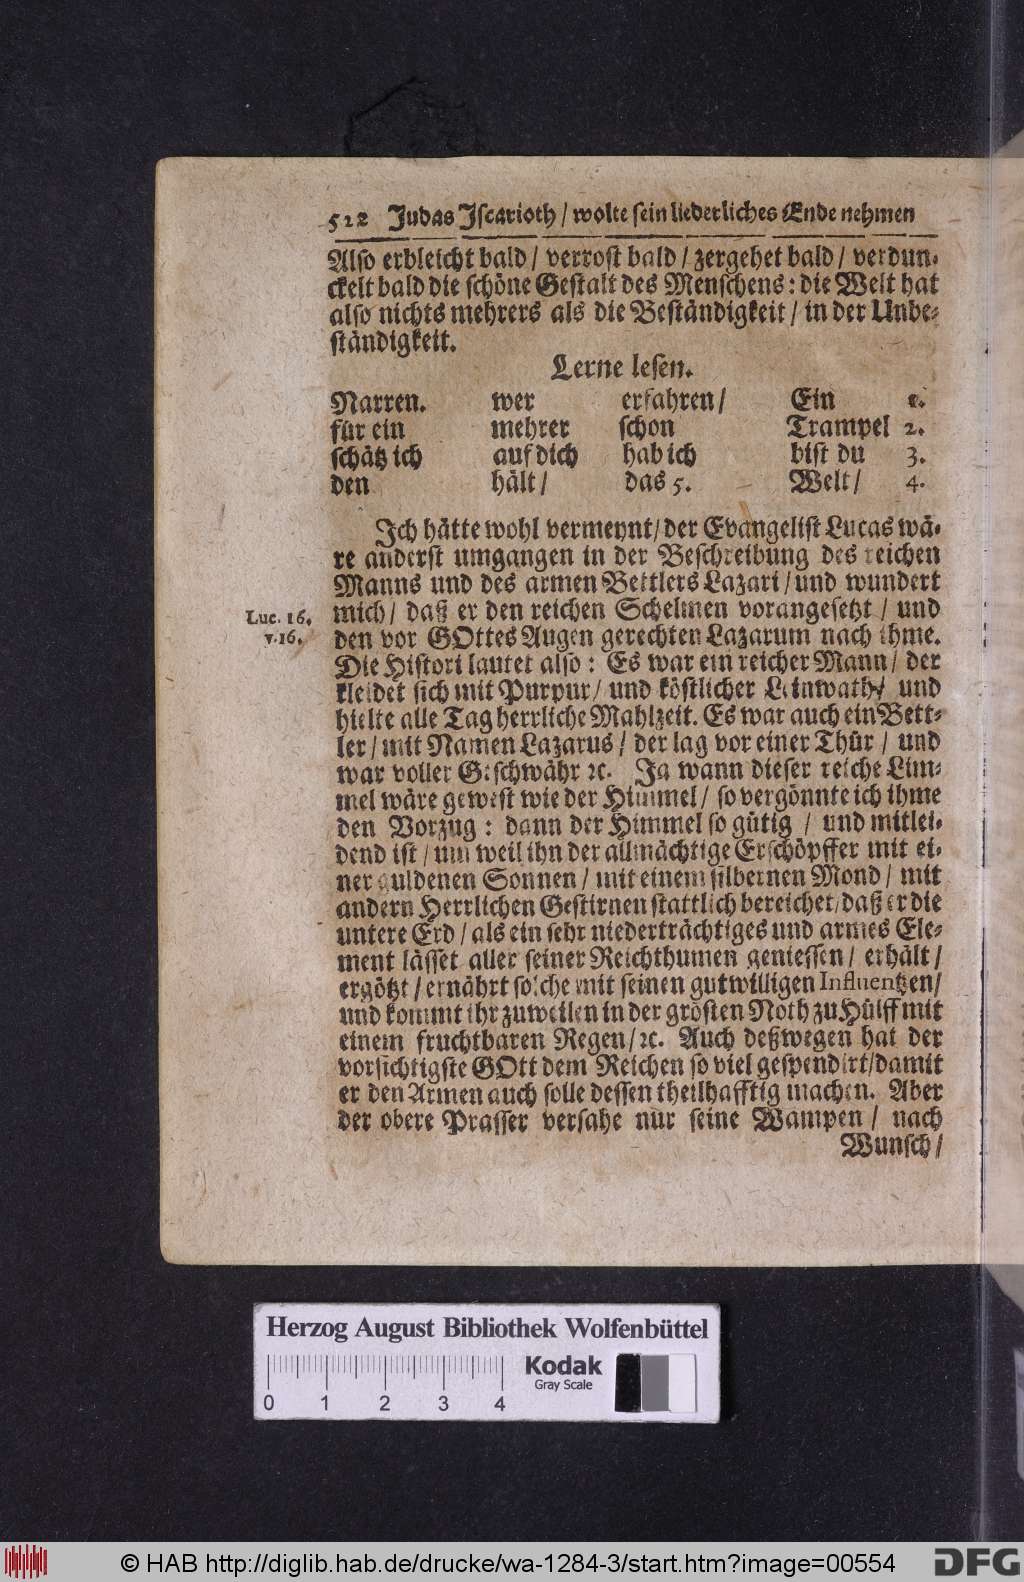 512 Judas Iscarioth / wolte sein liederliches Ende nehmen
Also erbleicht bald / verrost bald / zergehet bald / verdun-
ckelt bald die schöne Gestalt des Menschens: die Welt hat
also nichts mehrers als die Beständigkeit / in der Unbe-
ständigkeit.
Lerne lesen.
Narren. wer erfahren / Ein 1.
für ein mehrer schon Trampel 2.
schätz ich auf dich hab ich bist du 3.
den hält / das 5. Welt / 4.
Ich hätte wohl vermeynt / der Evangelist Lucas wä-
re anderst umgangen in der Beschreibung des reichen
Manns und des armen Bettlers Lazari / und wundert
mich / daß er den reichen Schelmen vorangesetzt / und
Luc. 16.
v. 16.
den vor GOttes Augen gerechten Lazarum nach ihme.
Die Histori lautet also: Es war ein reicher Mann / der
kleidet sich mit Purpur / und köstlicher Leinwath / und
hielte alle Tag herrliche Mahlzeit. Es war auch ein Bett-
ler / mit Namen Lazarus / der lag vor einer Thür / und
war voller Geschwähr ꝛc. Ja wann dieser reiche Lim-
mel wäre gewest wie der Himmel / so vergönnte ich ihme
den Vorzug: dann der Himmel so gütig / und mitlei-
dend ist / um weil ihn der allmächtige Erschöpffer mit ei-
ner guldenen Sonnen / mit einem silbernen Mond / mit
andern Herrlichen Gestirnen stattlich bereichet / daß er die
untere Erd / als ein sehr niederträchtiges und armes Ele-
ment lässet aller seiner Reichthumen geniessen / erhält /
ergötzt / ernährt solche mit seinen gutwilligen Influentzen /
und kommt ihr zuweilen in der grösten Noth zu Hülff mit
einem fruchtbaren Regen / ꝛc. Auch deßwegen hat der
vorsichtigste GOtt dem Reichen so viel gespendirt / damit
er den Armen auch solle dessen theilhafftig machen. Aber
der obere Prasser versahe nur seine Wampen / nach
Wunsch /
Herzog August Bibliothek Wolfenbüttel
Kodak
Gray Scale
0 1 2 3 4
© HAB http://diglib.hab.de/drucke/wa-1284-3/start.htm?image=00554
DFG